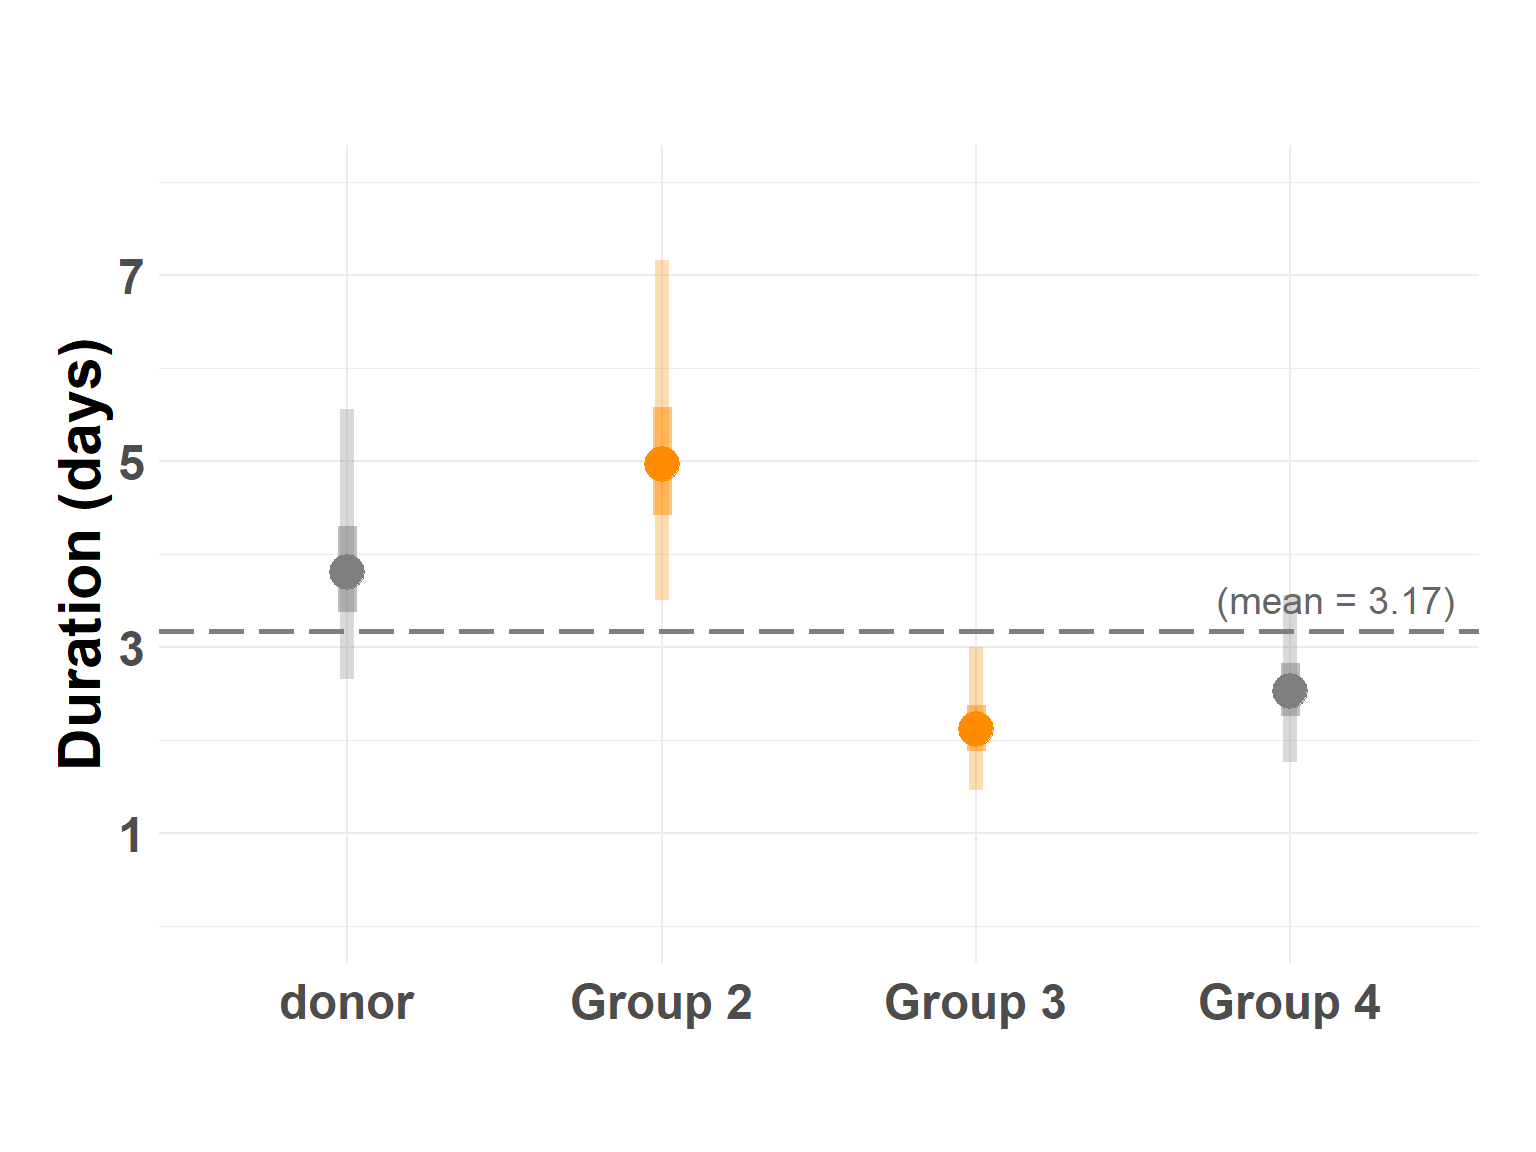 Duration (days)
7
5
3
1
(mean = 3.17)
donor
Group 2
Group 3
Group 4